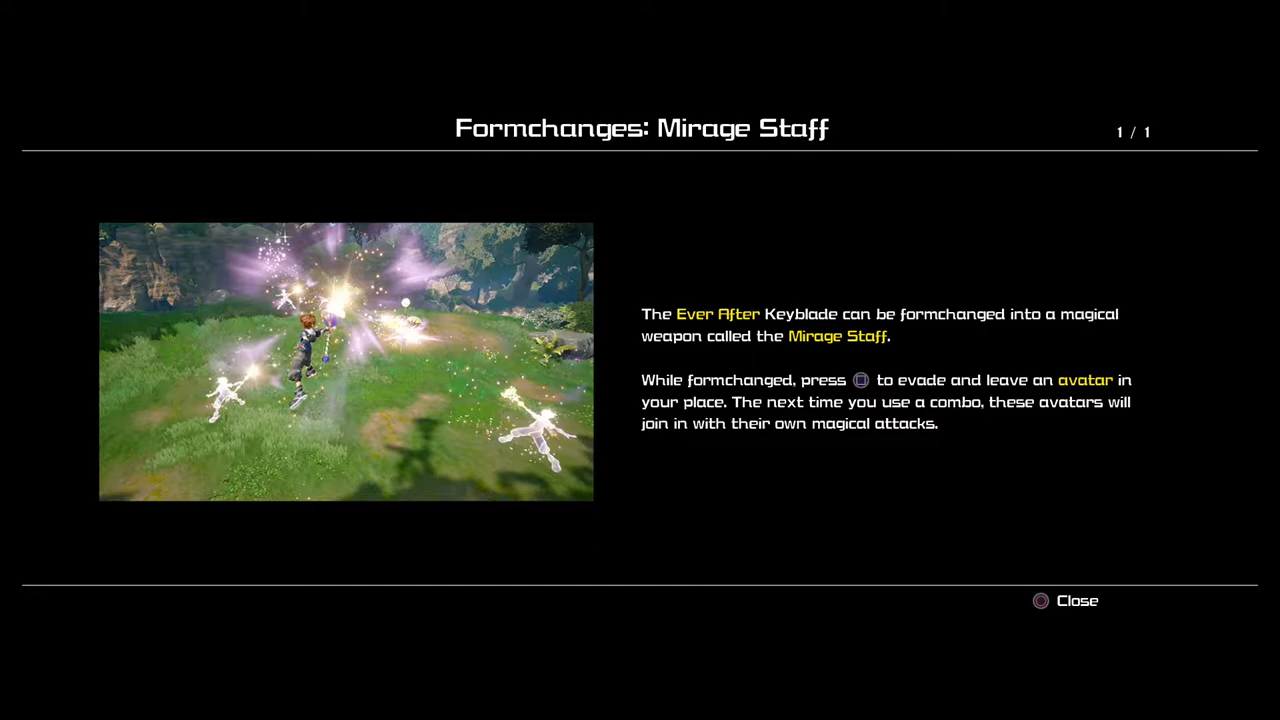 Formchanges: Mirage Staff
1 / 1
The Ever After Keyblade can be formchanged into a magical
weapon called the Mirage Staff.
While formchanged, press to evade and leave an avatar in
your place. The next time you use a combo, these avatars will
join in with their own magical attacks.
Close